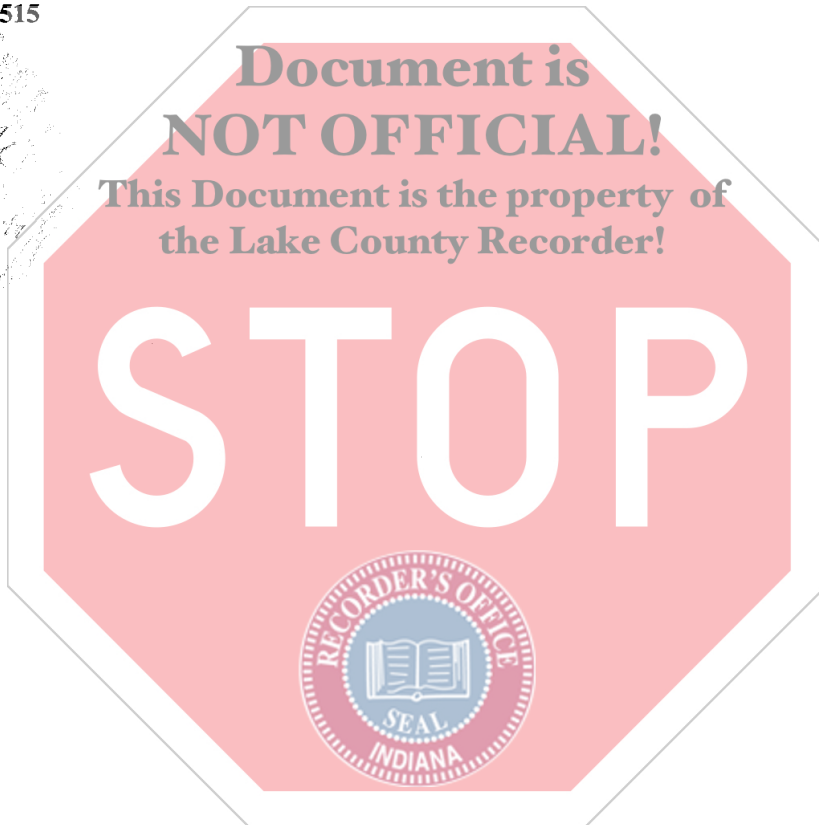 515
Document is
NOT OFFICIAL!
This Document is the property of
the Lake County Recorder!
STOP
RECORDER'S OFFICE
SEAL
INDIANA